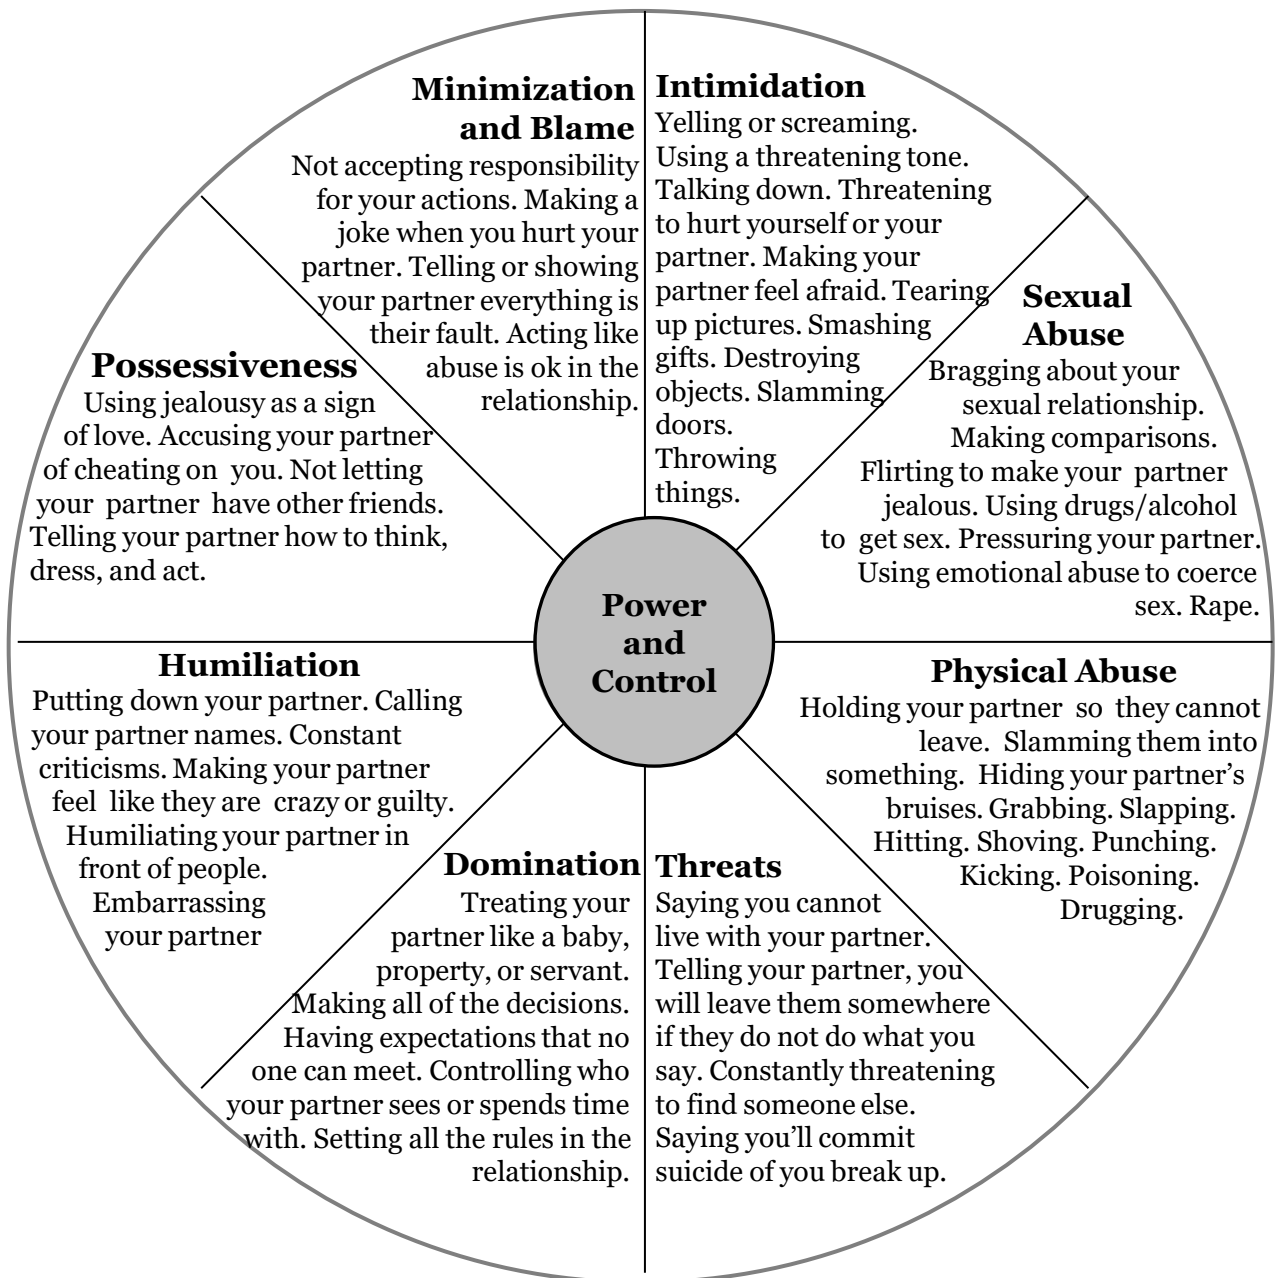 Minimization
and Blame
Not accepting responsibility
for your actions. Making a
joke when you hurt your
partner. Telling or showing
your partner everything is
their fault. Acting like
abuse is ok in the
relationship.
Intimidation
Yelling or screaming.
Using a threatening tone.
Talking down. Threatening
to hurt yourself or your
partner. Making your
partner feel afraid. Tearing
up pictures. Smashing
gifts. Destroying
objects. Slamming
doors.
Throwing
things.
Sexual
Abuse
Bragging about your
sexual relationship.
Making comparisons.
Flirting to make your partner
jealous. Using drugs/alcohol
to get sex. Pressuring your partner.
Using emotional abuse to coerce
sex. Rape.
Physical Abuse
Holding your partner so they cannot
leave. Slamming them into
something. Hiding your partner’s
bruises. Grabbing. Slapping.
Hitting. Shoving. Punching.
Kicking. Poisoning.
Drugging.
Threats
Saying you cannot
live with your partner.
Telling your partner, you
will leave them somewhere
if they do not do what you
say. Constantly threatening
to find someone else.
Saying you’ll commit
suicide of you break up.
Domination
Treating your
partner like a baby,
property, or servant.
Making all of the decisions.
Having expectations that no
one can meet. Controlling who
your partner sees or spends time
with. Setting all the rules in the
relationship.
Humiliation
Putting down your partner. Calling
your partner names. Constant
criticisms. Making your partner
feel like they are crazy or guilty.
Humiliating your partner in
front of people.
Embarrassing
your partner
Possessiveness
Using jealousy as a sign
of love. Accusing your partner
of cheating on you. Not letting
your partner have other friends.
Telling your partner how to think,
dress, and act.
Power
and
Control